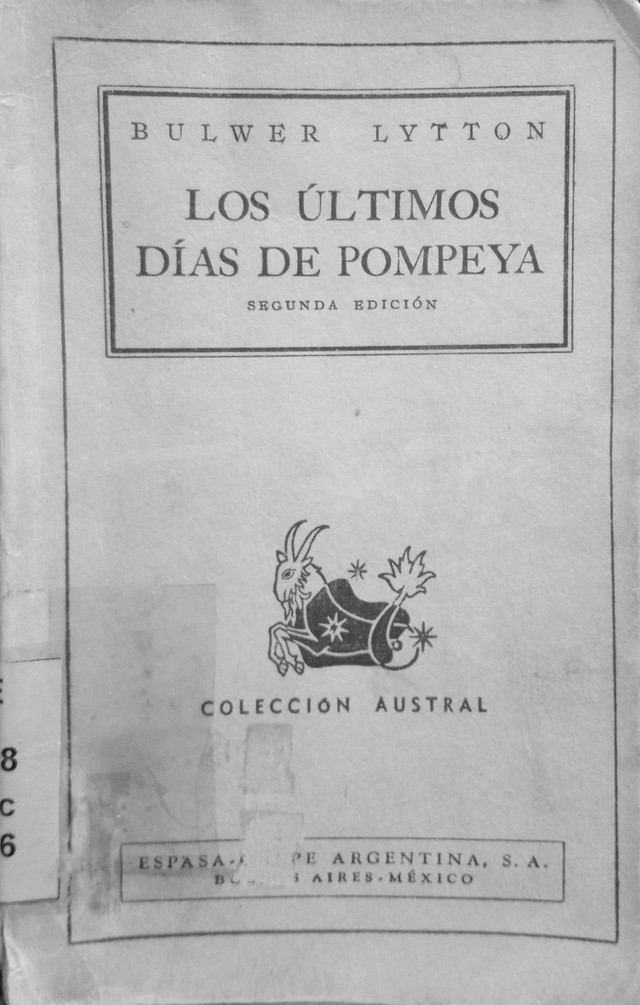 BULWER LYTTON
LOS ÚLTIMOS
DÍAS DE POMPEYA
SEGUNDA EDICIÓN
COLECCIÓN AUSTRAL
8
C
6
ARGENTINA, S. A.
AIRES-MÉXICO